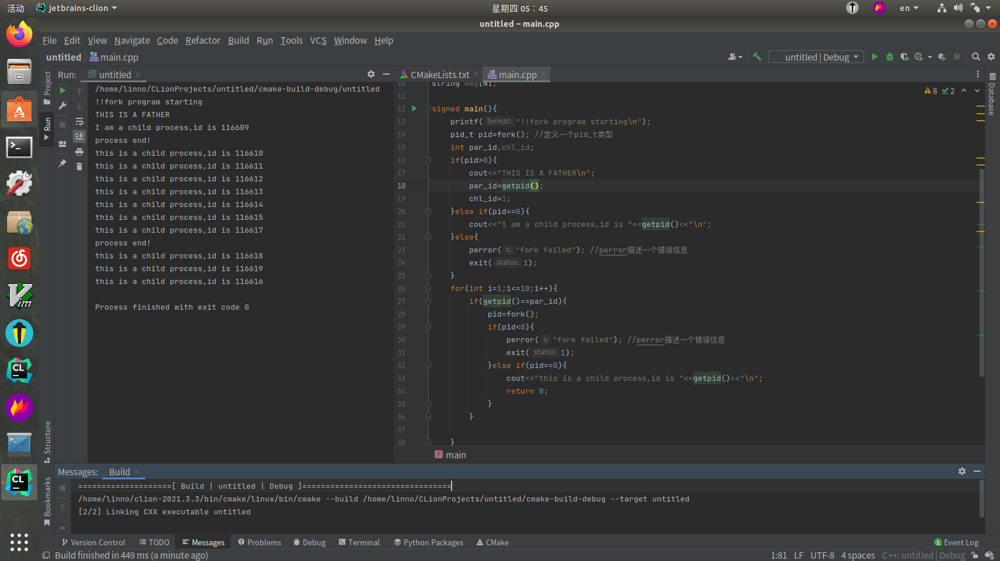 活动
jetbrains-clion
星期四 05：45
en
untitled – main.cpp
File Edit View Navigate Code Refactor Build Run Tools VCS Window Help
untitled main.cpp
untitled | Debug
Run: untitled
CMakeLists.txt main.cpp
Project
Run
Structure
Bookmarks
Database
/home/linno/CLionProjects/untitled/cmake-build-debug/untitled
!!fork program starting
THIS IS A FATHER
I am a child process,id is 116609
process end!
this is a child process,id is 116610
this is a child process,id is 116611
this is a child process,id is 116612
this is a child process,id is 116613
this is a child process,id is 116614
this is a child process,id is 116615
this is a child process,id is 116617
process end!
this is a child process,id is 116618
this is a child process,id is 116619
this is a child process,id is 116616
Process finished with exit code 0
8 2
10 string meg[N];
11
12 signed main(){
13 printf( format: "!!fork program starting\n");
14 pid_t pid=fork(); //定义一个pid_t类型
15 int par_id,chl_id;
16 if(pid>0){
17 cout<<"THIS IS A FATHER\n";
18 par_id=getpid();
19 chl_id=1;
20 }else if(pid==0){
21 cout<<"I am a child process,id is "<<getpid()<<"\n";
22 }else{
23 perror( s: "fork failed"); //perror描述一个错误信息
24 exit( status: 1);
25 }
26 for(int i=1;i<=10;i++){
27 if(getpid()==par_id){
28 pid=fork();
29 if(pid<0){
30 perror( s: "fork failed"); //perror描述一个错误信息
31 exit( status: 1);
32 }else if(pid==0){
33 cout<<"this is a child process,id is "<<getpid()<<"\n";
34 return 0;
35 }
36 }
37
38 }
f main
Messages: Build
====================[ Build | untitled | Debug ]================================
/home/linno/clion-2021.3.3/bin/cmake/linux/bin/cmake --build /home/linno/CLionProjects/untitled/cmake-build-debug --target untitled
[2/2] Linking CXX executable untitled
Version Control TODO Messages Problems Debug Terminal Python Packages CMake 1 Event Log
Build finished in 449 ms (a minute ago) 1:81 LF UTF-8 4 spaces C++: untitled | Debug
A
Vim
CL
CL